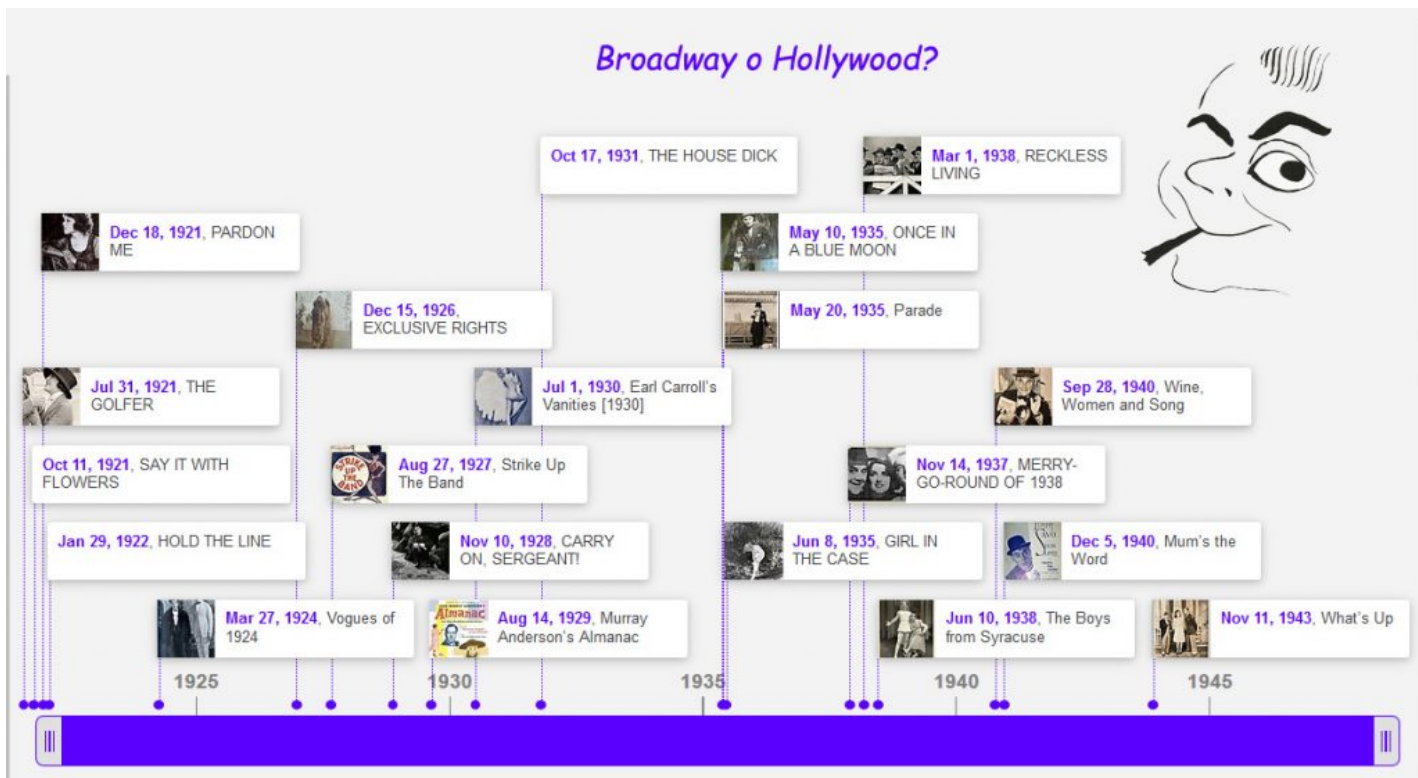 Broadway o Hollywood?
Oct 17, 1931, THE HOUSE DICK
Mar 1, 1938, RECKLESS
LIVING
Dec 18, 1921, PARDON
ME
May 10, 1935, ONCE IN
A BLUE MOON
Dec 15, 1926,
EXCLUSIVE RIGHTS
May 20, 1935, Parade
Jul 31, 1921, THE
GOLFER
Jul 1, 1930, Earl Carroll's
Vanities [1930]
Sep 28, 1940, Wine,
Women and Song
Oct 11, 1921, SAY IT WITH
FLOWERS
STRIKE
UP
THE
BAND
Aug 27, 1927, Strike Up
The Band
Nov 14, 1937, MERRY-
GO-ROUND OF 1938
Jan 29, 1922, HOLD THE LINE
Nov 10, 1928, CARRY
ON, SERGEANT!
Jun 8, 1935, GIRL IN
THE CASE
SAVO
Dec 5, 1940, Mum's the
Word
Mar 27, 1924, Vogues of
1924
Almanac
Aug 14, 1929, Murray
Anderson's Almanac
Jun 10, 1938, The Boys
from Syracuse
Nov 11, 1943, What's Up
1925
1930
1935
1940
1945